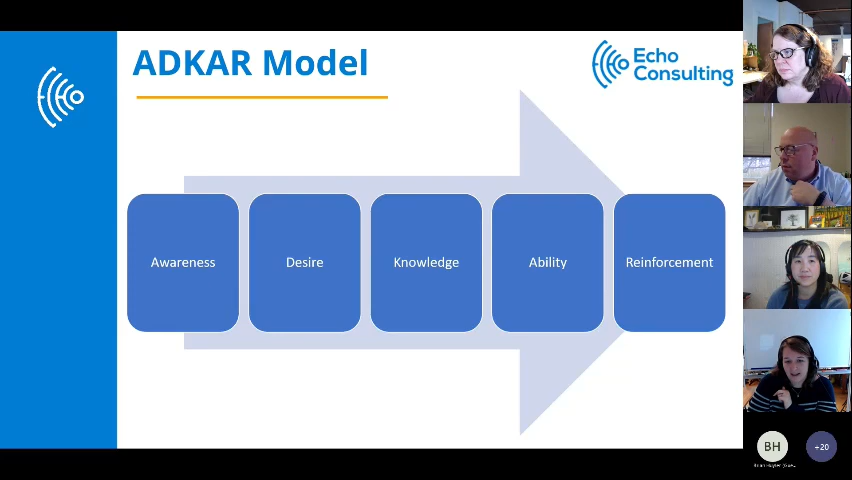 ADKAR Model
Echo
Consulting
Awareness
Desire
Knowledge
Ability
Reinforcement
BH
+20